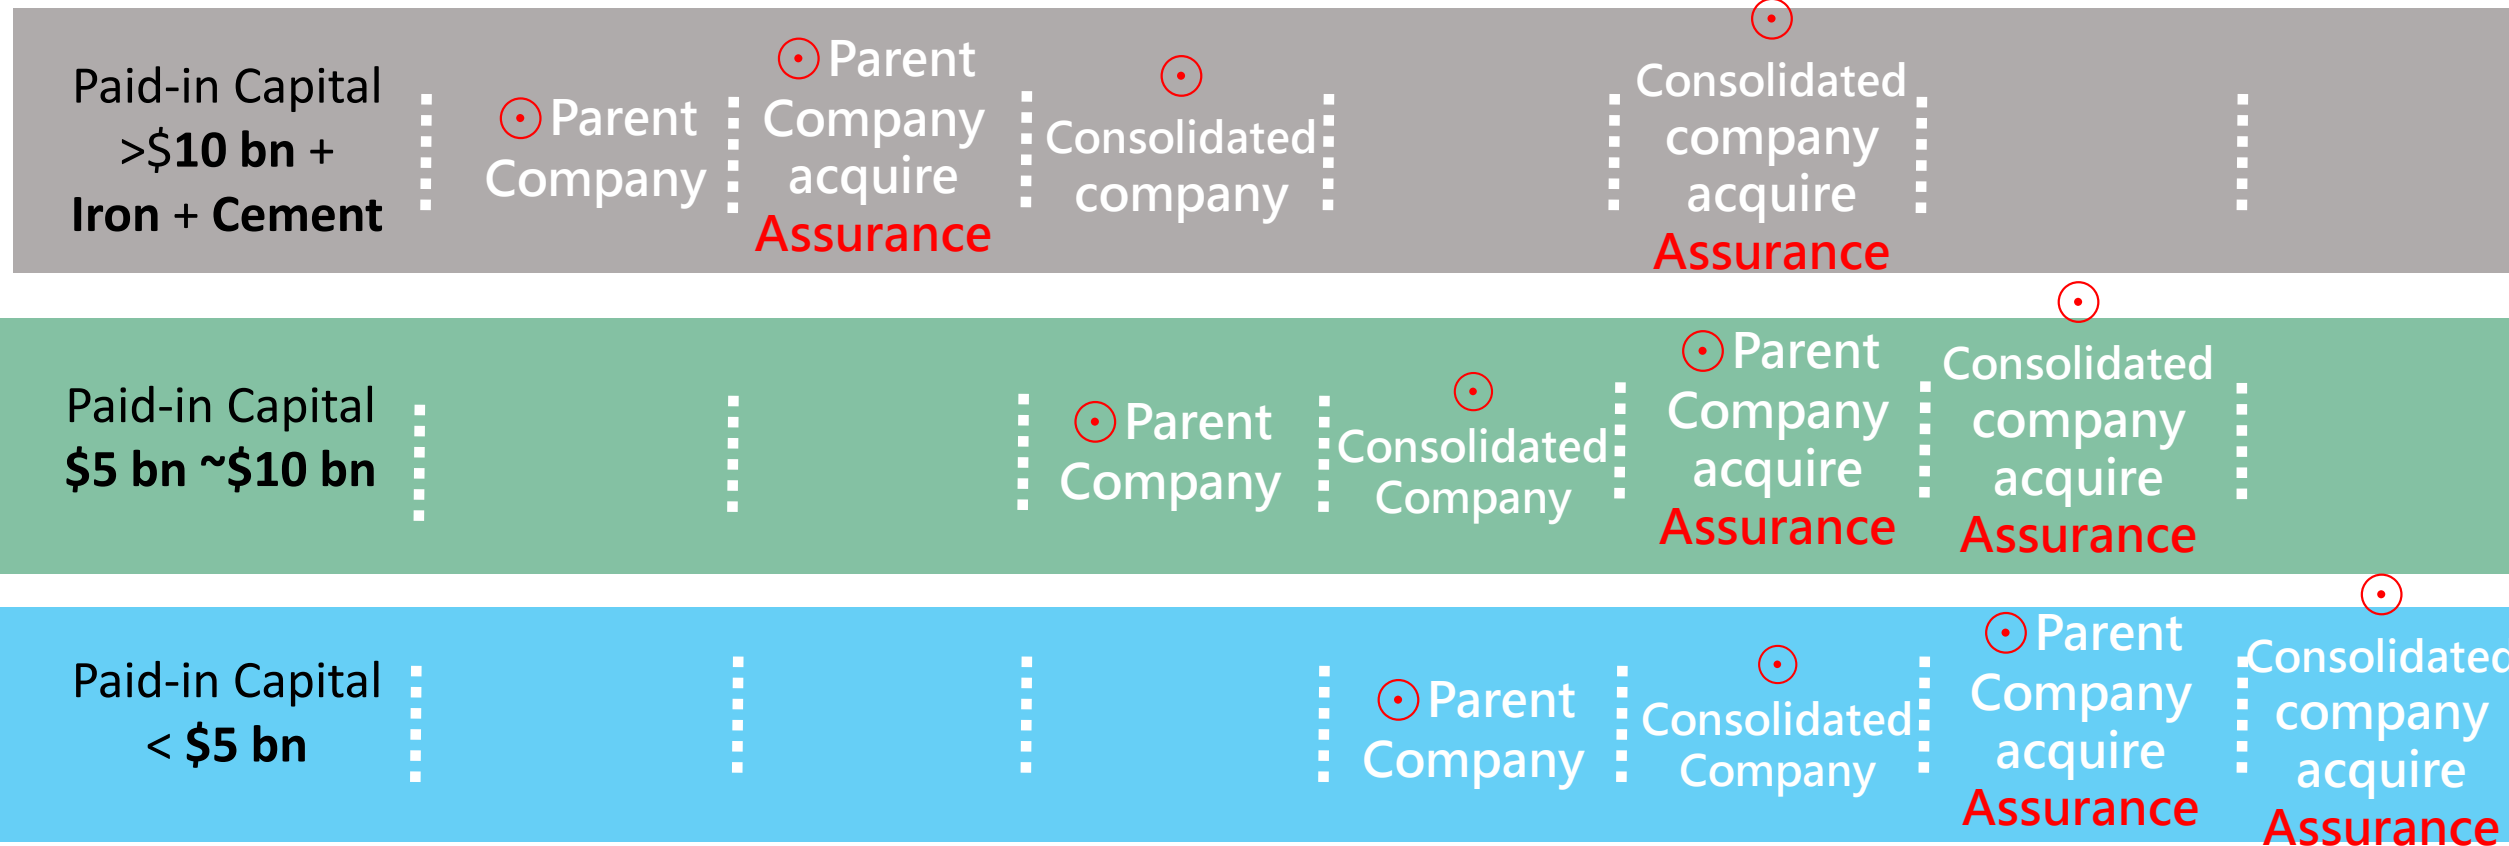 Paid-in Capital
>$10 bn +
Iron + Cement
Parent
Company
Parent
Company
acquire
Assurance
Consolidated
company
Consolidated
company
acquire
Assurance
Paid-in Capital
$5 bn ~$10 bn
Parent
Company
Consolidated
Company
Parent
Company
acquire
Assurance
Consolidated
company
acquire
Assurance
Paid-in Capital
< $5 bn
Parent
Company
Consolidated
Company
Parent
Company
acquire
Assurance
Consolidated
company
acquire
Assurance